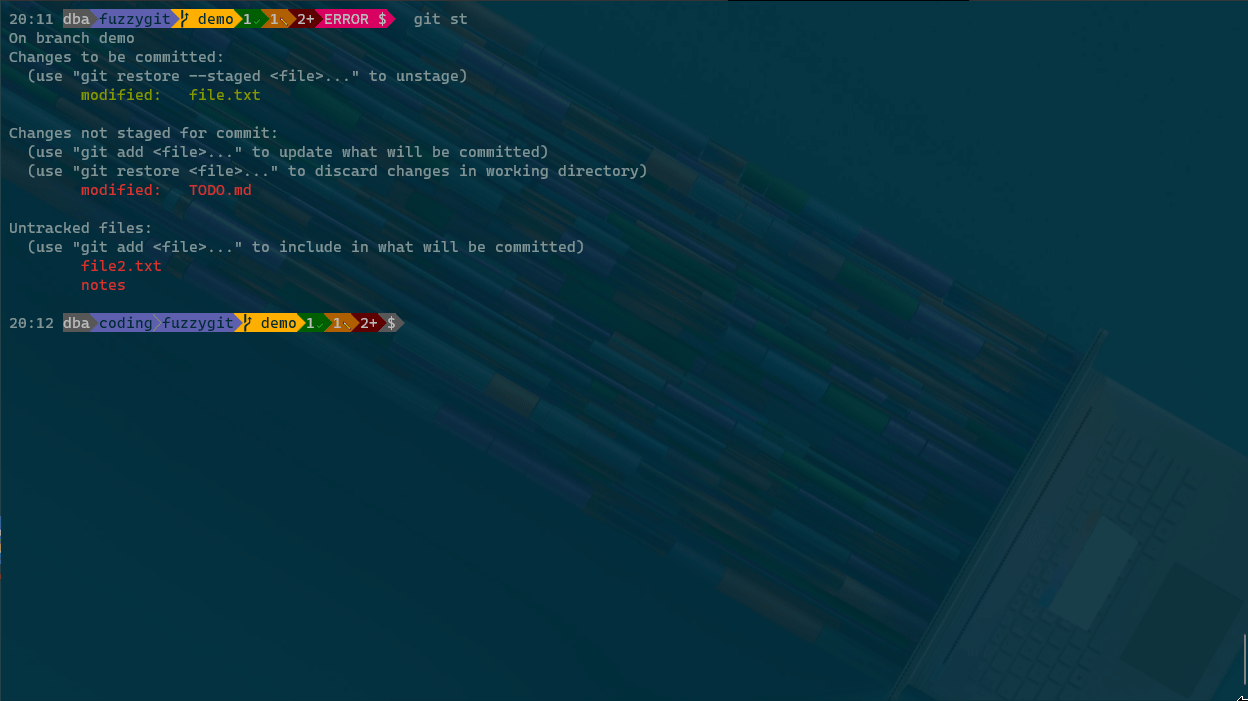 20:11 dba fuzzygit demo 1✓ 1✎ 2+ ERROR $ git st
On branch demo
Changes to be committed:
  (use "git restore --staged <file>..." to unstage)
        modified:   file.txt

Changes not staged for commit:
  (use "git add <file>..." to update what will be committed)
  (use "git restore <file>..." to discard changes in working directory)
        modified:   TODO.md

Untracked files:
  (use "git add <file>..." to include in what will be committed)
        file2.txt
        notes

20:12 dba coding fuzzygit demo 1✓ 1✎ 2+ $